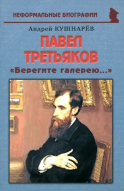 НЕФОРМАЛЬНЫЕ БИОГРАФИИ
Андрей КУШНАРЁВ
ПАВЕЛ
ТРЕТЬЯКОВ
«Берегите галерею...»